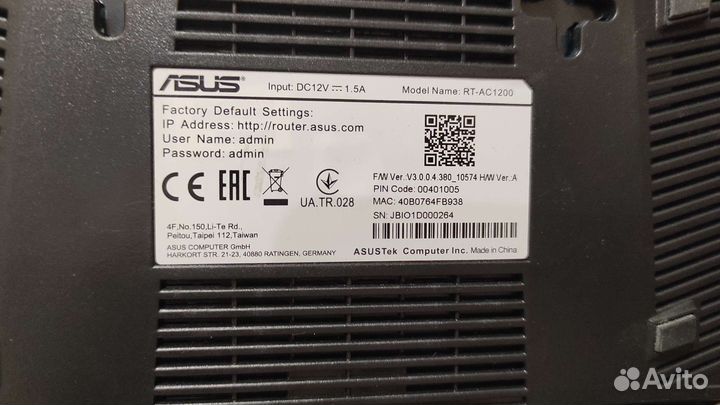 ASUS Input: DC12V ⎓ 1.5A Model Name: RT-AC1200
Factory Default Settings:
IP Address: http://router.asus.com
User Name: admin
Password: admin
F/W Ver.:V3.0.0.4.380_10574 H/W Ver.:A
PIN Code: 00401005
MAC: 40B0764FB938
SN: JBIO1D000264
CE EAC UA.TR.028
4F,No.150,Li-Te Rd.,
Peitou,Taipei 112,Taiwan
ASUS COMPUTER GmbH
HARKORT STR. 21-23, 40880 RATINGEN, GERMANY
ASUSTek Computer Inc. Made in China
Avito